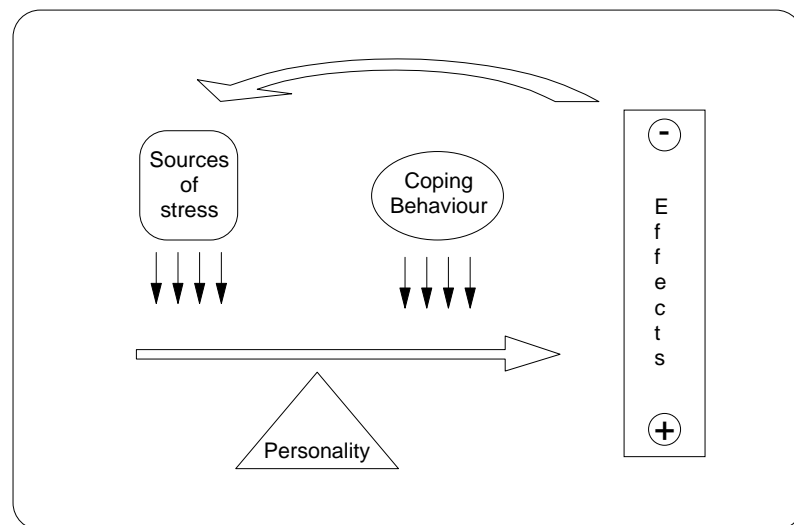 Sources
of
stress
Coping
Behaviour
-
E
f
f
e
c
t
s
+
Personality